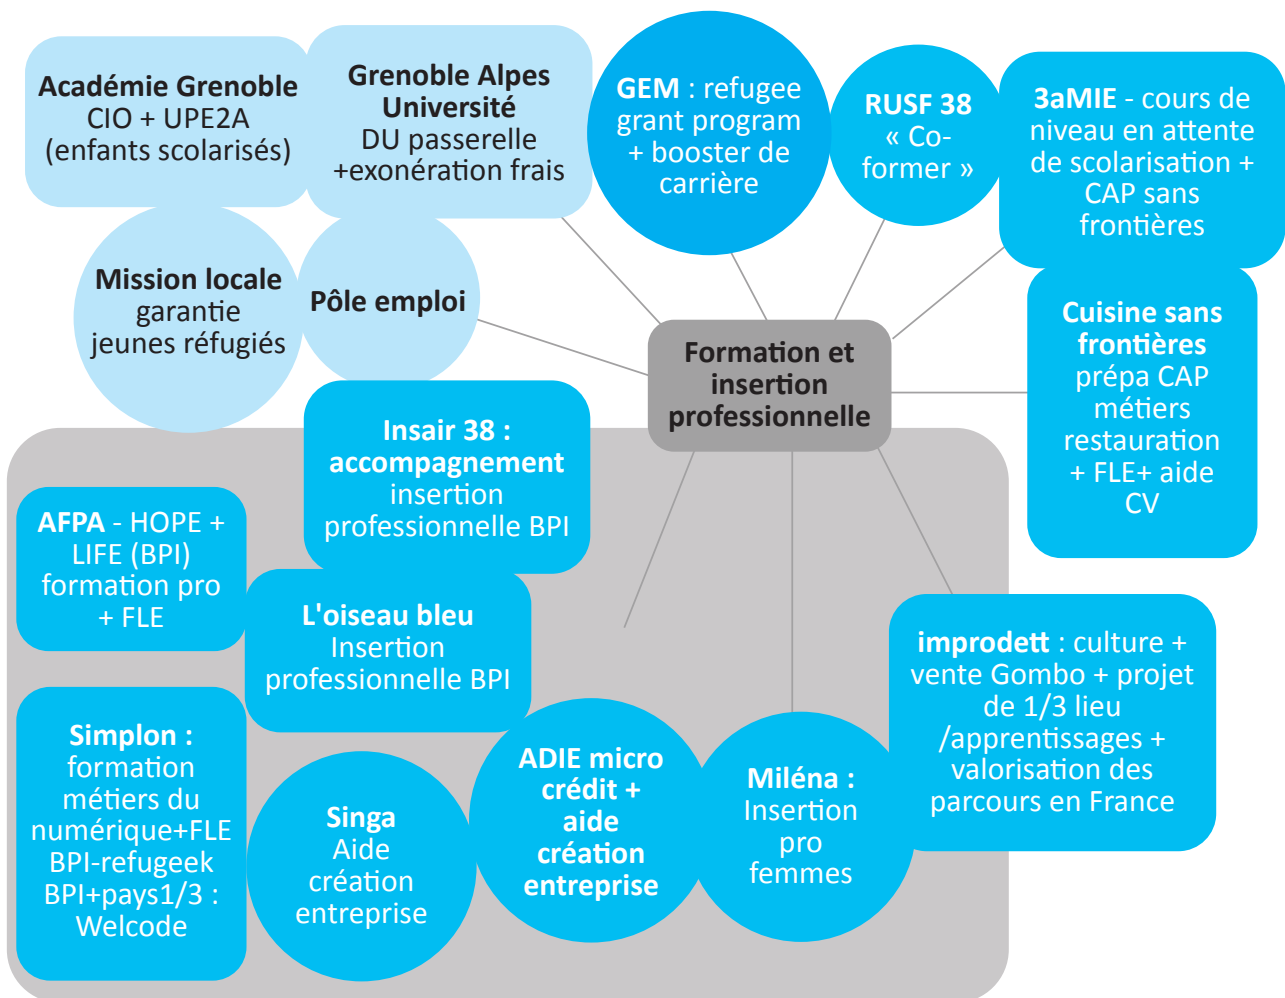 Académie Grenoble
CIO + UPE2A
(enfants scolarisés)
Grenoble Alpes
Université
DU passerelle
+exonération frais
GEM : refugee
grant program
+ booster de
carrière
RUSF 38
« Co-
former »
3aMIE - cours de
niveau en attente
de scolarisation +
CAP sans
frontières
Mission locale
garantie
jeunes réfugiés
Pôle emploi
Formation et
insertion
professionnelle
Cuisine sans
frontières
prépa CAP
métiers
restauration
+ FLE+ aide
CV
Insair 38 :
accompagnement
insertion
professionnelle BPI
AFPA - HOPE +
LIFE (BPI)
formation pro
+ FLE
L'oiseau bleu
Insertion
professionnelle BPI
improdett : culture +
vente Gombo + projet
de 1/3 lieu
/apprentissages +
valorisation des
parcours en France
Simplon :
formation
métiers du
numérique+FLE
BPI-refugeek
BPI+pays1/3 :
Welcode
Singa
Aide
création
entreprise
ADIE micro
crédit +
aide
création
entreprise
Miléna :
Insertion
pro
femmes